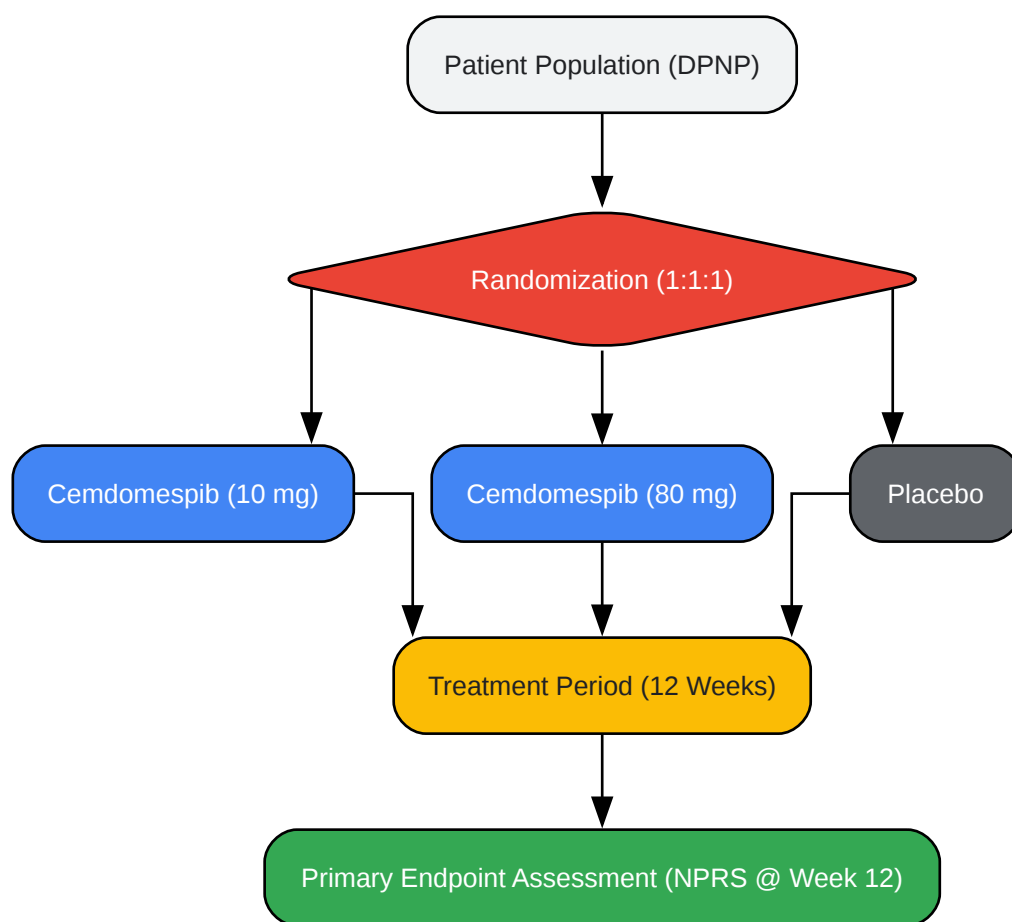 Patient Population (DPNP)
Randomization (1:1:1)
Cemdomespib (10 mg)
Cemdomespib (80 mg)
Placebo
Treatment Period (12 Weeks)
Primary Endpoint Assessment (NPRS @ Week 12)